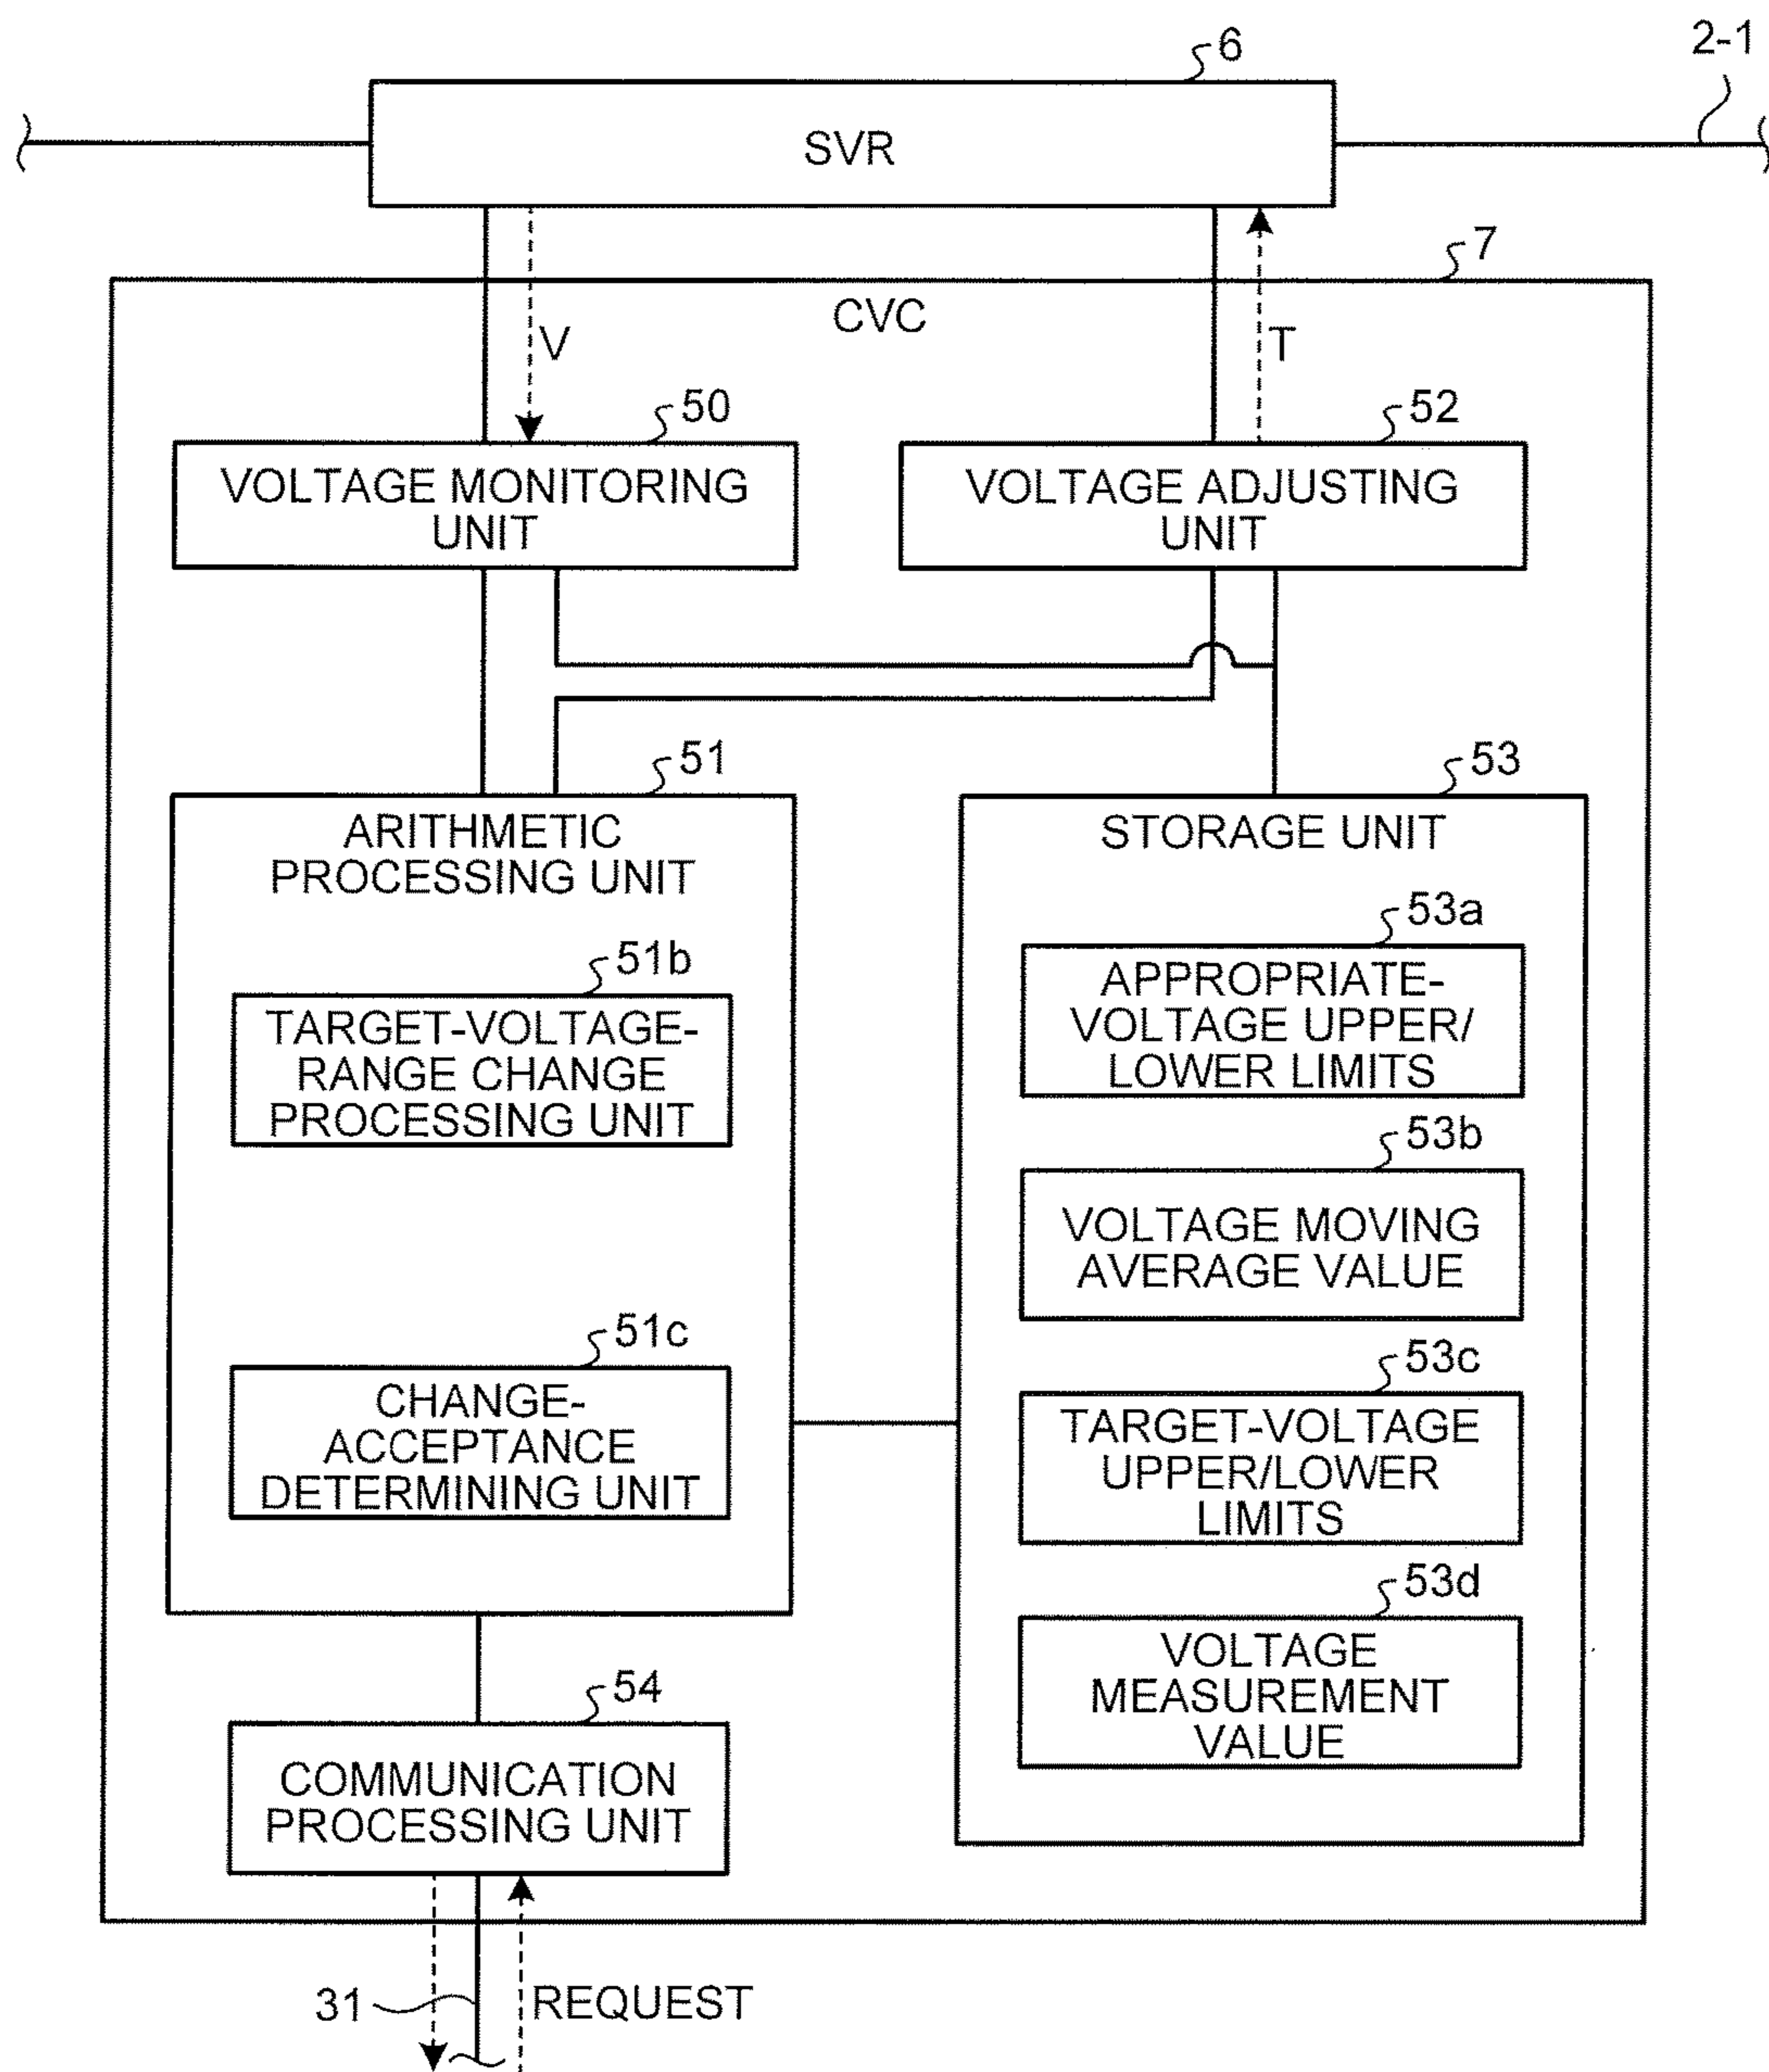 6
2-1
SVR
7
CVC
V
T
50
52
VOLTAGE MONITORING
UNIT
VOLTAGE ADJUSTING
UNIT
51
53
ARITHMETIC
PROCESSING UNIT
STORAGE UNIT
53a
51b
APPROPRIATE-
VOLTAGE UPPER/
LOWER LIMITS
TARGET-VOLTAGE-
RANGE CHANGE
PROCESSING UNIT
53b
VOLTAGE MOVING
AVERAGE VALUE
51c
53c
CHANGE-
ACCEPTANCE
DETERMINING UNIT
TARGET-VOLTAGE
UPPER/LOWER
LIMITS
53d
VOLTAGE
MEASUREMENT
VALUE
54
COMMUNICATION
PROCESSING UNIT
31
REQUEST